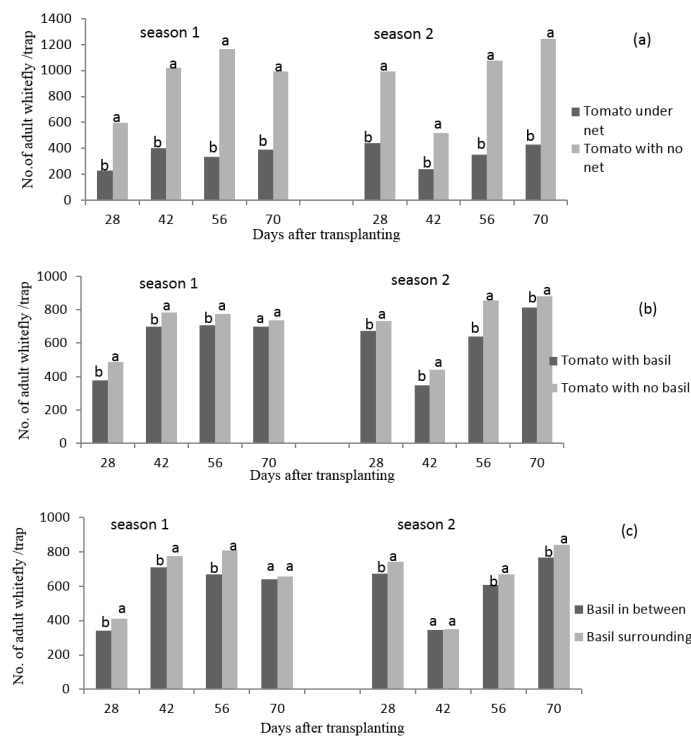 season 1 season 2 (a)
No.of adult whitefly /trap
1400
1200
1000
800
600
400
200
0
b a b a b a b a b a b a b a b a
28 42 56 70 28 42 56 70
Days after transplanting
Tomato under
net
Tomato with no
net
season 1 season 2 (b)
No. of adult whitefly /trap
1000
800
600
400
200
0
b a b a b a a a b a b a b a b a
28 42 56 70 28 42 56 70
Days after transplanting
Tomato with basil
Tomato with no basil
season 1 season 2 (c)
No. of adult whitefly /trap
1000
800
600
400
200
0
b a b a b a a a b a a a b a b a
28 42 56 70 28 42 56 70
Days after transplanting
Basil in between
Basil surrounding